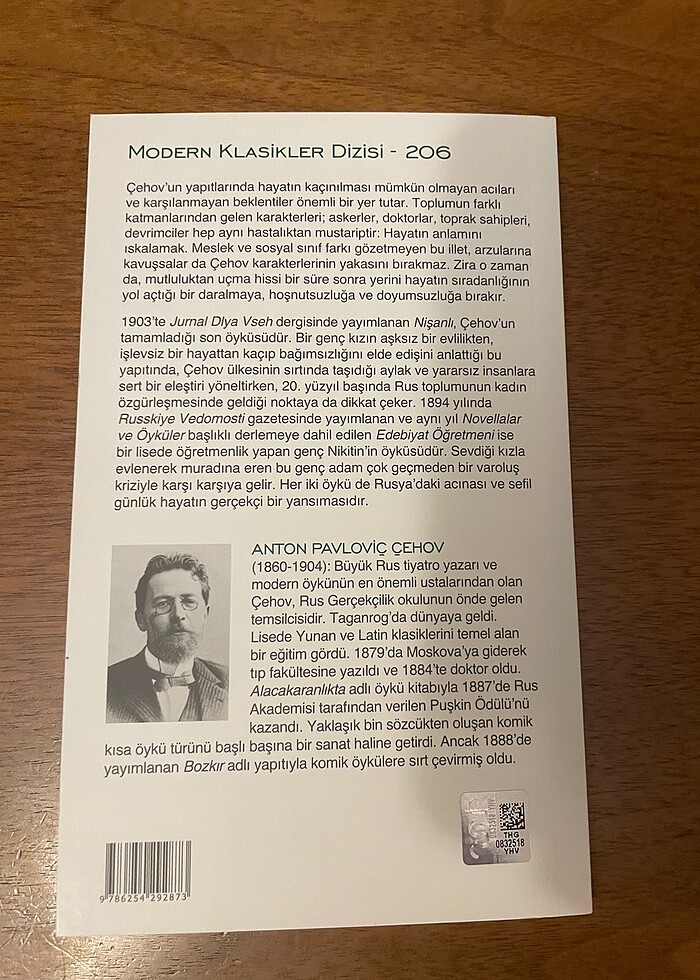 MODERN KLASİKLER DİZİSİ - 206
Çehov'un yapıtlarında hayatın kaçınılması mümkün olmayan acıları
ve karşılanmayan beklentiler önemli bir yer tutar. Toplumun farklı
katmanlarından gelen karakterleri; askerler, doktorlar, toprak sahipleri,
devrimciler hep aynı hastalıktan mustariptir: Hayatın anlamını
ıskalamak. Meslek ve sosyal sınıf farkı gözetmeyen bu illet, arzularına
kavuşsalar da Çehov karakterlerinin yakasını bırakmaz. Zira o zaman
da, mutluluktan uçma hissi bir süre sonra yerini hayatın sıradanlığının
yol açtığı bir daralmaya, hoşnutsuzluğa ve doyumsuzluğa bırakır.
1903'te Jurnal Dlya Vseh dergisinde yayımlanan Nişanlı, Çehov'un
tamamladığı son öyküsüdür. Bir genç kızın aşksız bir evlilikten,
işlevsiz bir hayattan kaçıp bağımsızlığını elde edişini anlattığı bu
yapıtında, Çehov ülkesinin sırtında taşıdığı aylak ve yararsız insanlara
sert bir eleştiri yöneltirken, 20. yüzyıl başında Rus toplumunun kadın
özgürleşmesinde geldiği noktaya da dikkat çeker. 1894 yılında
Russkiye Vedomosti gazetesinde yayımlanan ve aynı yıl Novellalar
ve Öyküler başlıklı derlemeye dahil edilen Edebiyat Öğretmeni ise
bir lisede öğretmenlik yapan genç Nikitin'in öyküsüdür. Sevdiği kızla
evlenerek muradına eren bu genç adam çok geçmeden bir varoluş
kriziyle karşı karşıya gelir. Her iki öykü de Rusya'daki acınası ve sefil
günlük hayatın gerçekçi bir yansımasıdır.
ANTON PAVLOVİÇ ÇEHOV
(1860-1904): Büyük Rus tiyatro yazarı ve
modern öykünün en önemli ustalarından olan
Çehov, Rus Gerçekçilik okulunun önde gelen
temsilcisidir. Taganrog'da dünyaya geldi.
Lisede Yunan ve Latin klasiklerini temel alan
bir eğitim gördü. 1879'da Moskova'ya giderek
tıp fakültesine yazıldı ve 1884'te doktor oldu.
Alacakaranlıkta adlı öykü kitabıyla 1887'de Rus
Akademisi tarafından verilen Puşkin Ödülü'nü
kazandı. Yaklaşık bin sözcükten oluşan komik
kısa öykü türünü başlı başına bir sanat haline getirdi. Ancak 1888'de
yayımlanan Bozkır adlı yapıtıyla komik öykülere sırt çevirmiş oldu.
THG
0832518
YHV
9 786254 292873